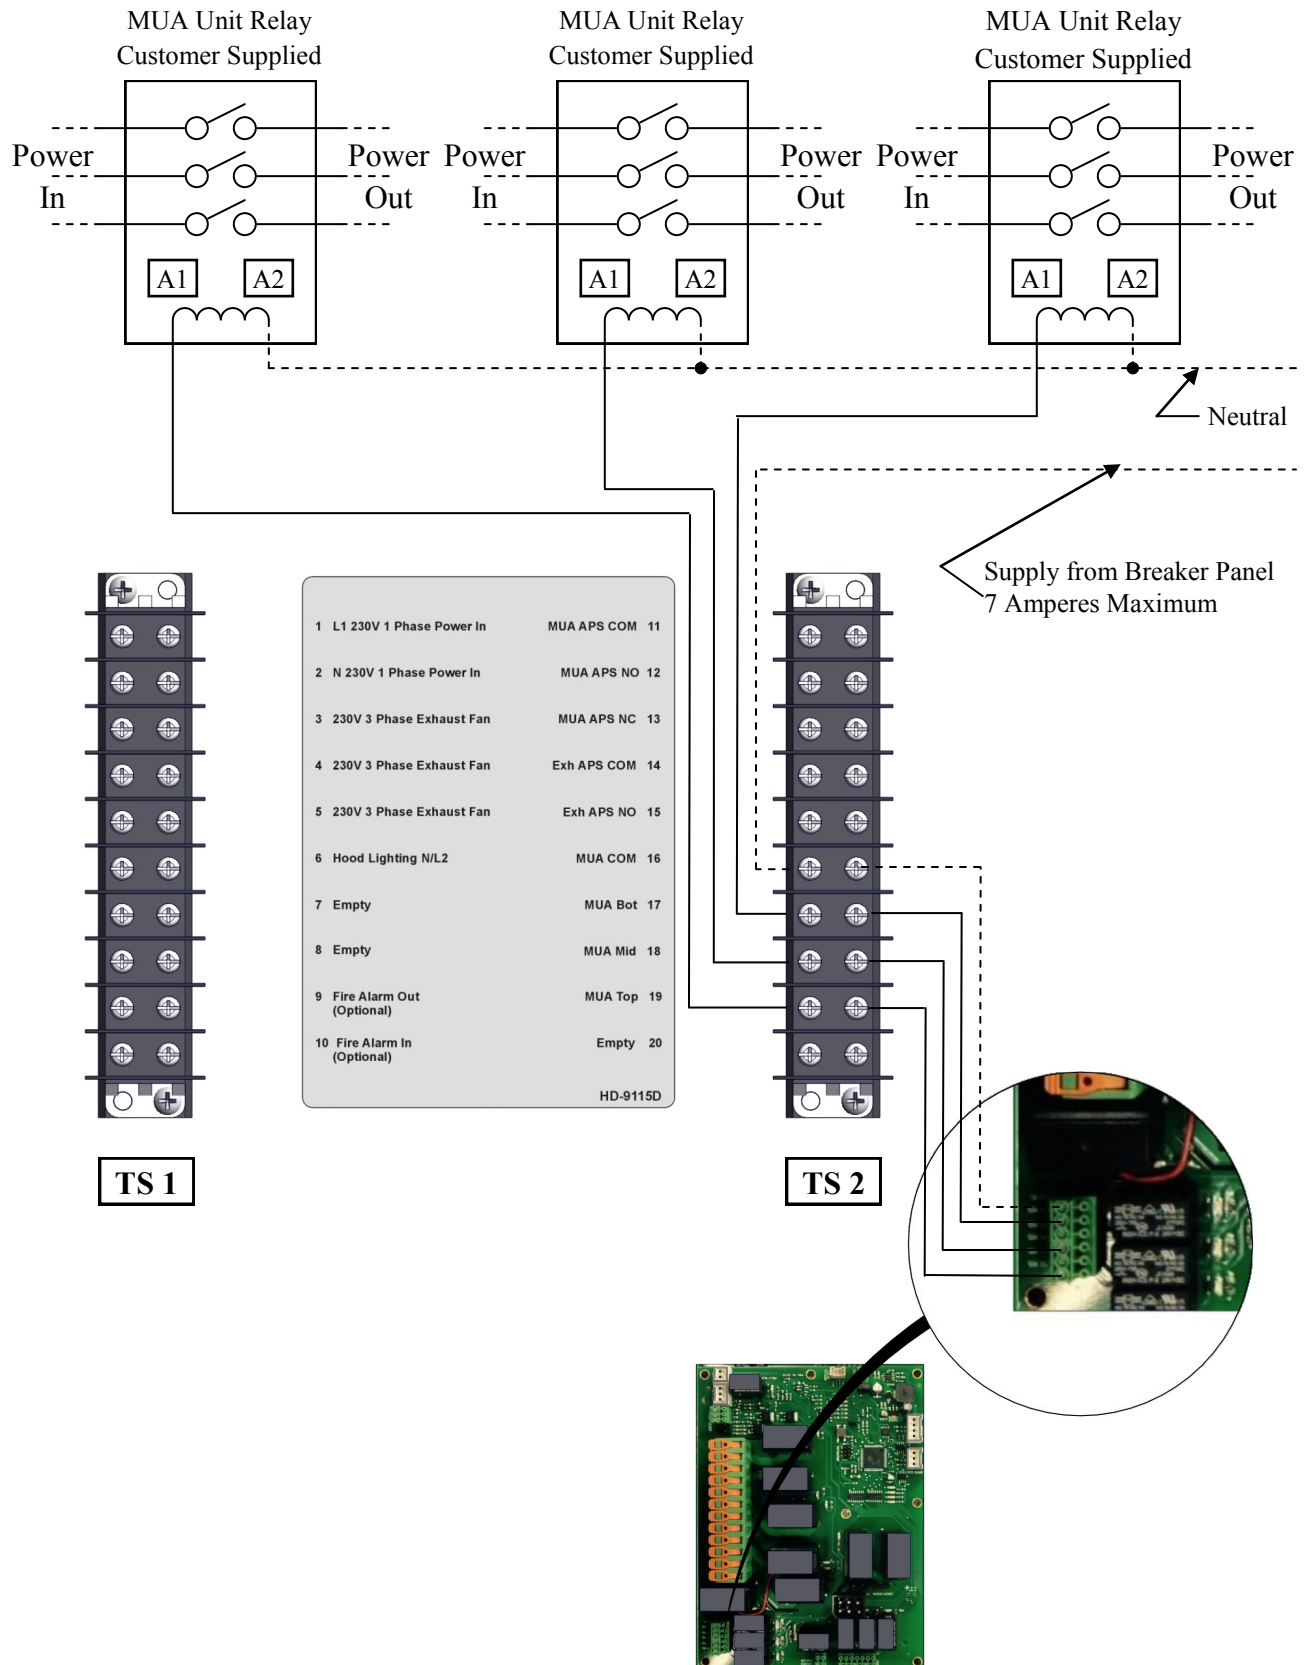 MUA Unit Relay
Customer Supplied
MUA Unit Relay
Customer Supplied
MUA Unit Relay
Customer Supplied
Power
In
Power
Out
Power
In
Power
Out
Power
In
Power
Out
A1
A2
A1
A2
A1
A2
Neutral
Supply from Breaker Panel
7 Amperes Maximum
1 L1 230V 1 Phase Power In
MUA APS COM 11
2 N 230V 1 Phase Power In
MUA APS NO 12
3 230V 3 Phase Exhaust Fan
MUA APS NC 13
4 230V 3 Phase Exhaust Fan
Exh APS COM 14
5 230V 3 Phase Exhaust Fan
Exh APS NO 15
6 Hood Lighting N/L2
MUA COM 16
7 Empty
MUA Bot 17
8 Empty
MUA Mid 18
9 Fire Alarm Out
(Optional)
MUA Top 19
10 Fire Alarm In
(Optional)
Empty 20
HD-9115D
TS 1
TS 2